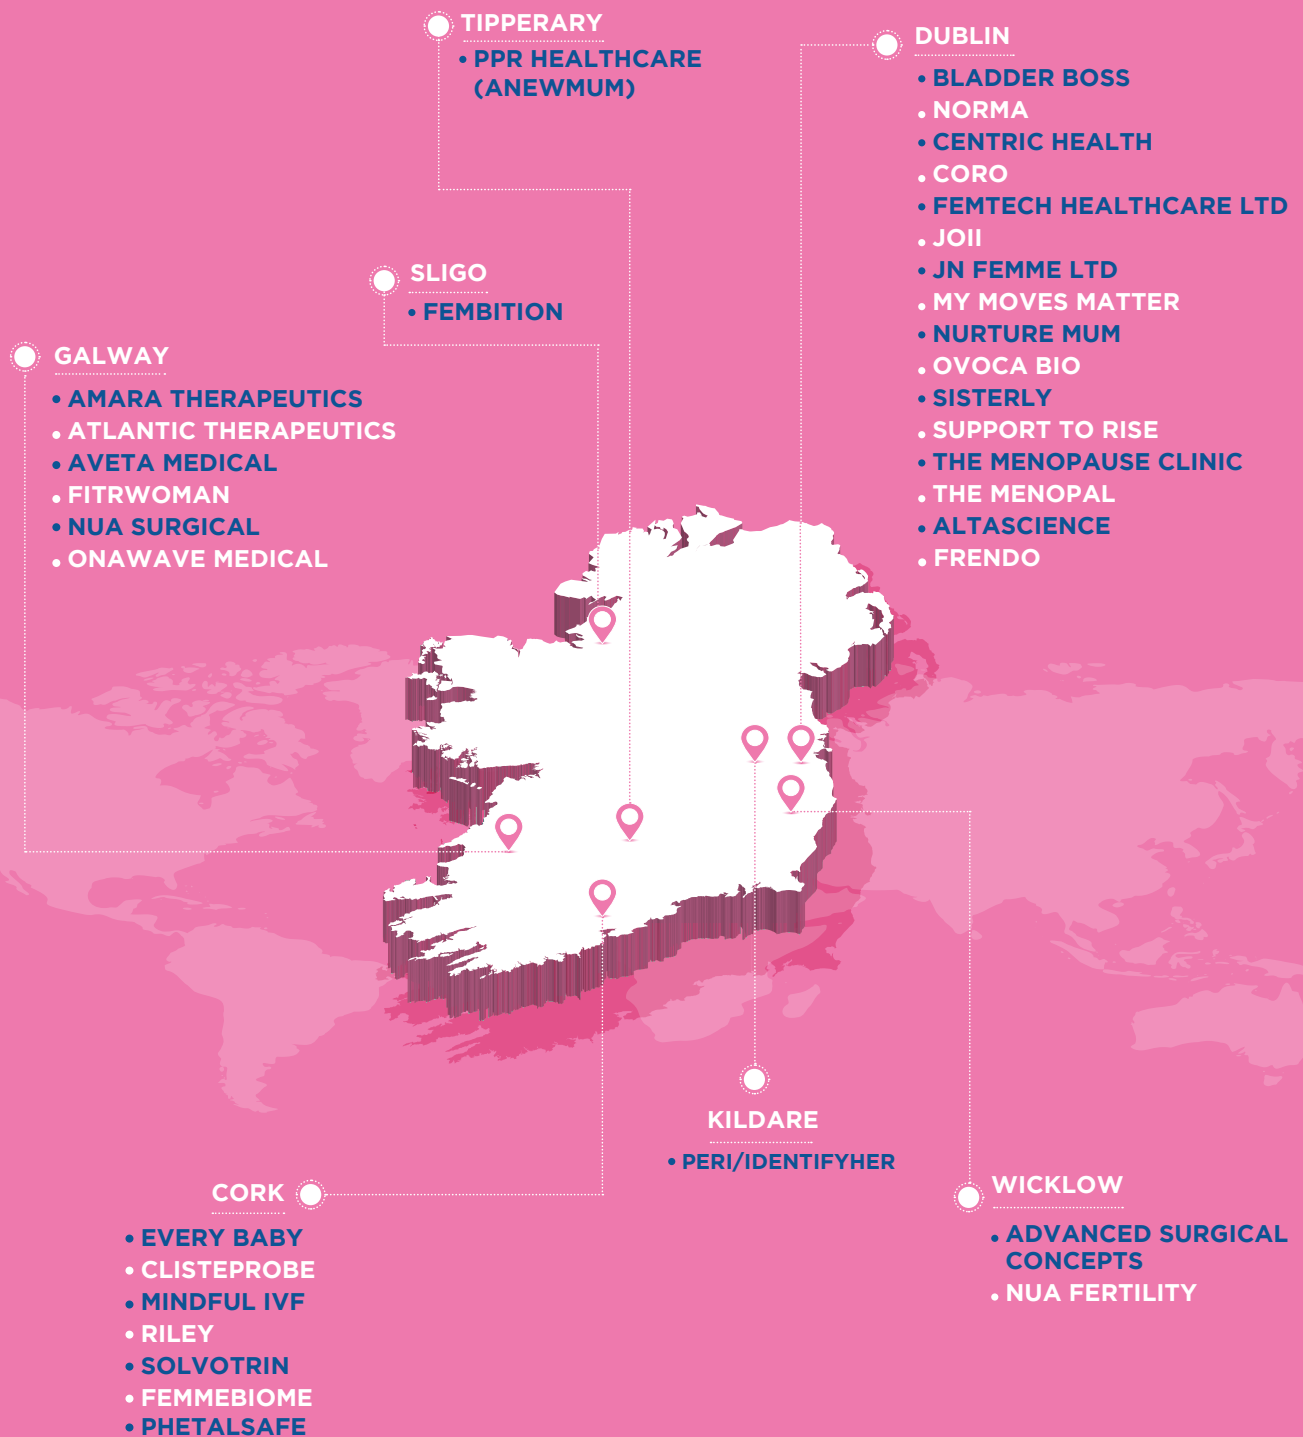 TIPPERARY
• PPR HEALTHCARE
(ANEWMUM)
DUBLIN
• BLADDER BOSS
• NORMA
• CENTRIC HEALTH
• CORO
• FEMTECH HEALTHCARE LTD
• JOII
• JN FEMME LTD
• MY MOVES MATTER
• NURTURE MUM
• OVOCA BIO
• SISTERLY
• SUPPORT TO RISE
• THE MENOPAUSE CLINIC
• THE MENOPAL
• ALTASCIENCE
• FRENDO
SLIGO
• FEMBITION
GALWAY
• AMARA THERAPEUTICS
• ATLANTIC THERAPEUTICS
• AVETA MEDICAL
• FITRWOMAN
• NUA SURGICAL
• ONAWAVE MEDICAL
KILDARE
• PERI/IDENTIFYHER
CORK
• EVERY BABY
• CLISTEPROBE
• MINDFUL IVF
• RILEY
• SOLVOTRIN
• FEMMEBIOME
• PHETALSAFE
WICKLOW
• ADVANCED SURGICAL
CONCEPTS
• NUA FERTILITY